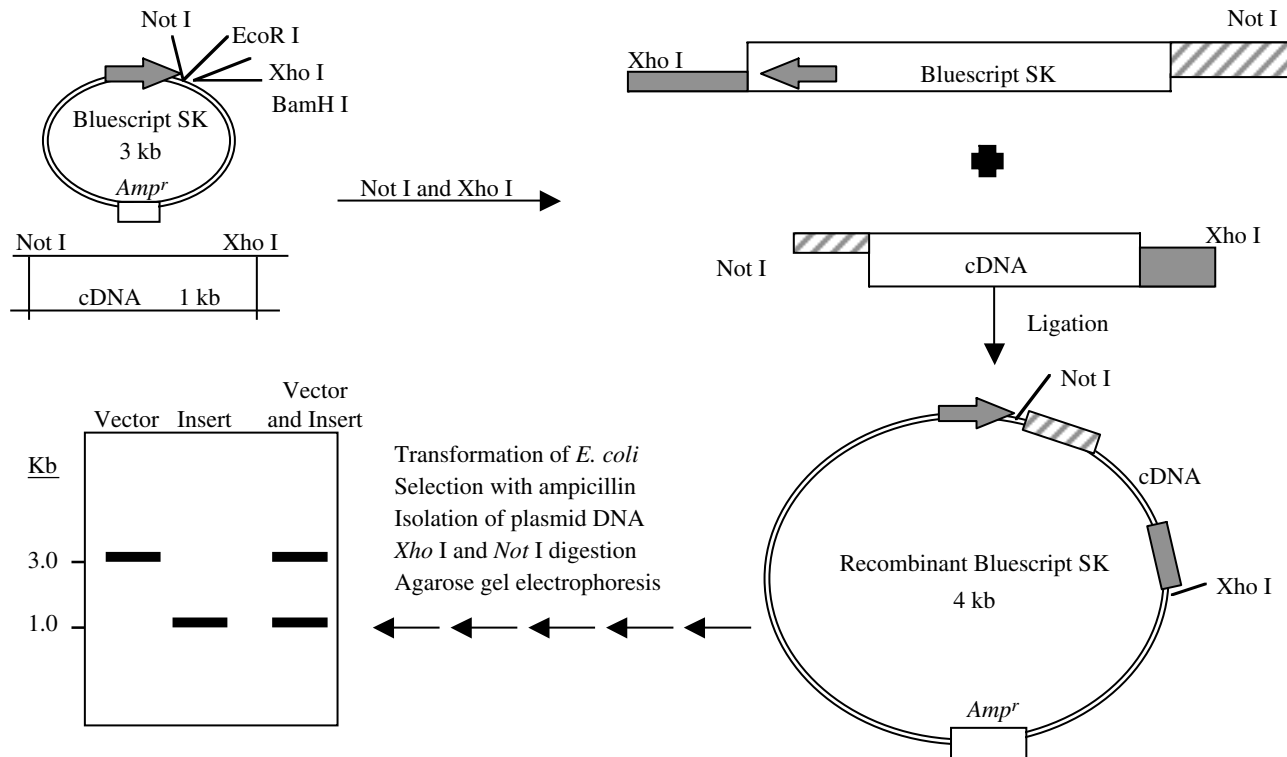 Not I
EcoR I
Xho I
BamH I
Bluescript SK
3 kb
Ampr
Not I
Xho I
cDNA 1 kb
Not I and Xho I
Not I
Xho I
Bluescript SK
Not I
Xho I
cDNA
Ligation
Not I
cDNA
Recombinant Bluescript SK
4 kb
Xho I
Ampr
Transformation of E. coli
Selection with ampicillin
Isolation of plasmid DNA
Xho I and Not I digestion
Agarose gel electrophoresis
Vector
Insert
Vector
and Insert
Kb
3.0
1.0